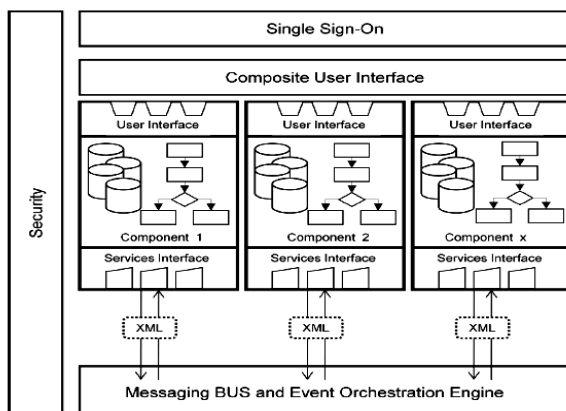 Single Sign-On
Composite User Interface
Security
User Interface
User Interface
User Interface
Component 1
Component 2
Component x
Services Interface
Services Interface
Services Interface
XML
XML
XML
Messaging BUS and Event Orchestration Engine